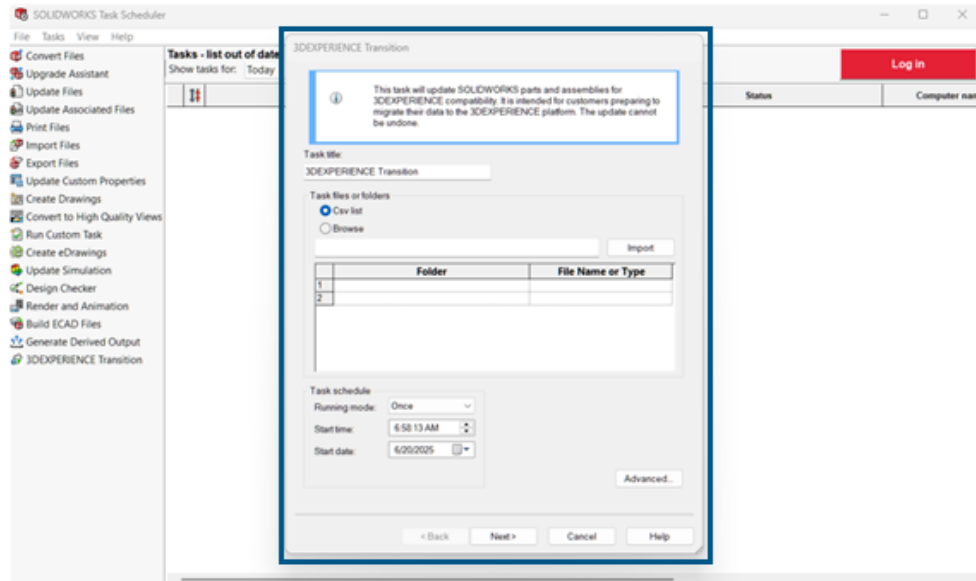 SOLIDWORKS Task Scheduler
File Tasks View Help
Convert Files
Upgrade Assistant
Update Files
Update Associated Files
Print Files
Import Files
Export Files
Update Custom Properties
Create Drawings
Convert to High Quality Views
Run Custom Task
Create eDrawings
Update Simulation
Design Checker
Render and Animation
Build ECAD Files
Generate Derived Output
3DEXPERIENCE Transition
Tasks - list out of date
Show tasks for: Today
Log in
Status
Computer nam
3DEXPERIENCE Transition
This task will update SOLIDWORKS parts and assemblies for
3DEXPERIENCE compatibility. It is intended for customers preparing to
migrate their data to the 3DEXPERIENCE platform. The update cannot
be undone.
Task title:
3DEXPERIENCE Transition
Task files or folders
Csv list
Browse
Import
Folder File Name or Type
1
2
Task schedule
Running mode: Once
Start time: 6:58:13 AM
Start date: 6/20/2025
Advanced...
< Back Next > Cancel Help